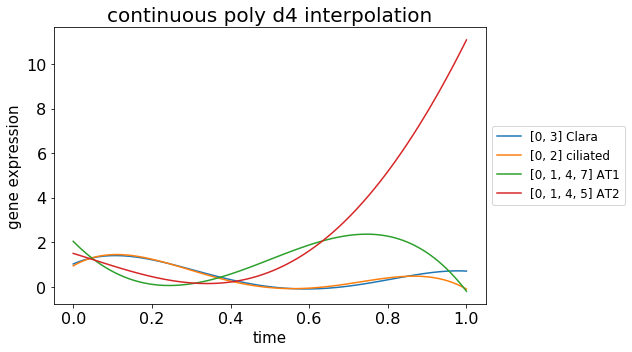 continuous poly d4 interpolation
gene expression
10
8
6
4
2
0
0.0 0.2 0.4 0.6 0.8 1.0
time
[0, 3] Clara
[0, 2] ciliated
[0, 1, 4, 7] AT1
[0, 1, 4, 5] AT2